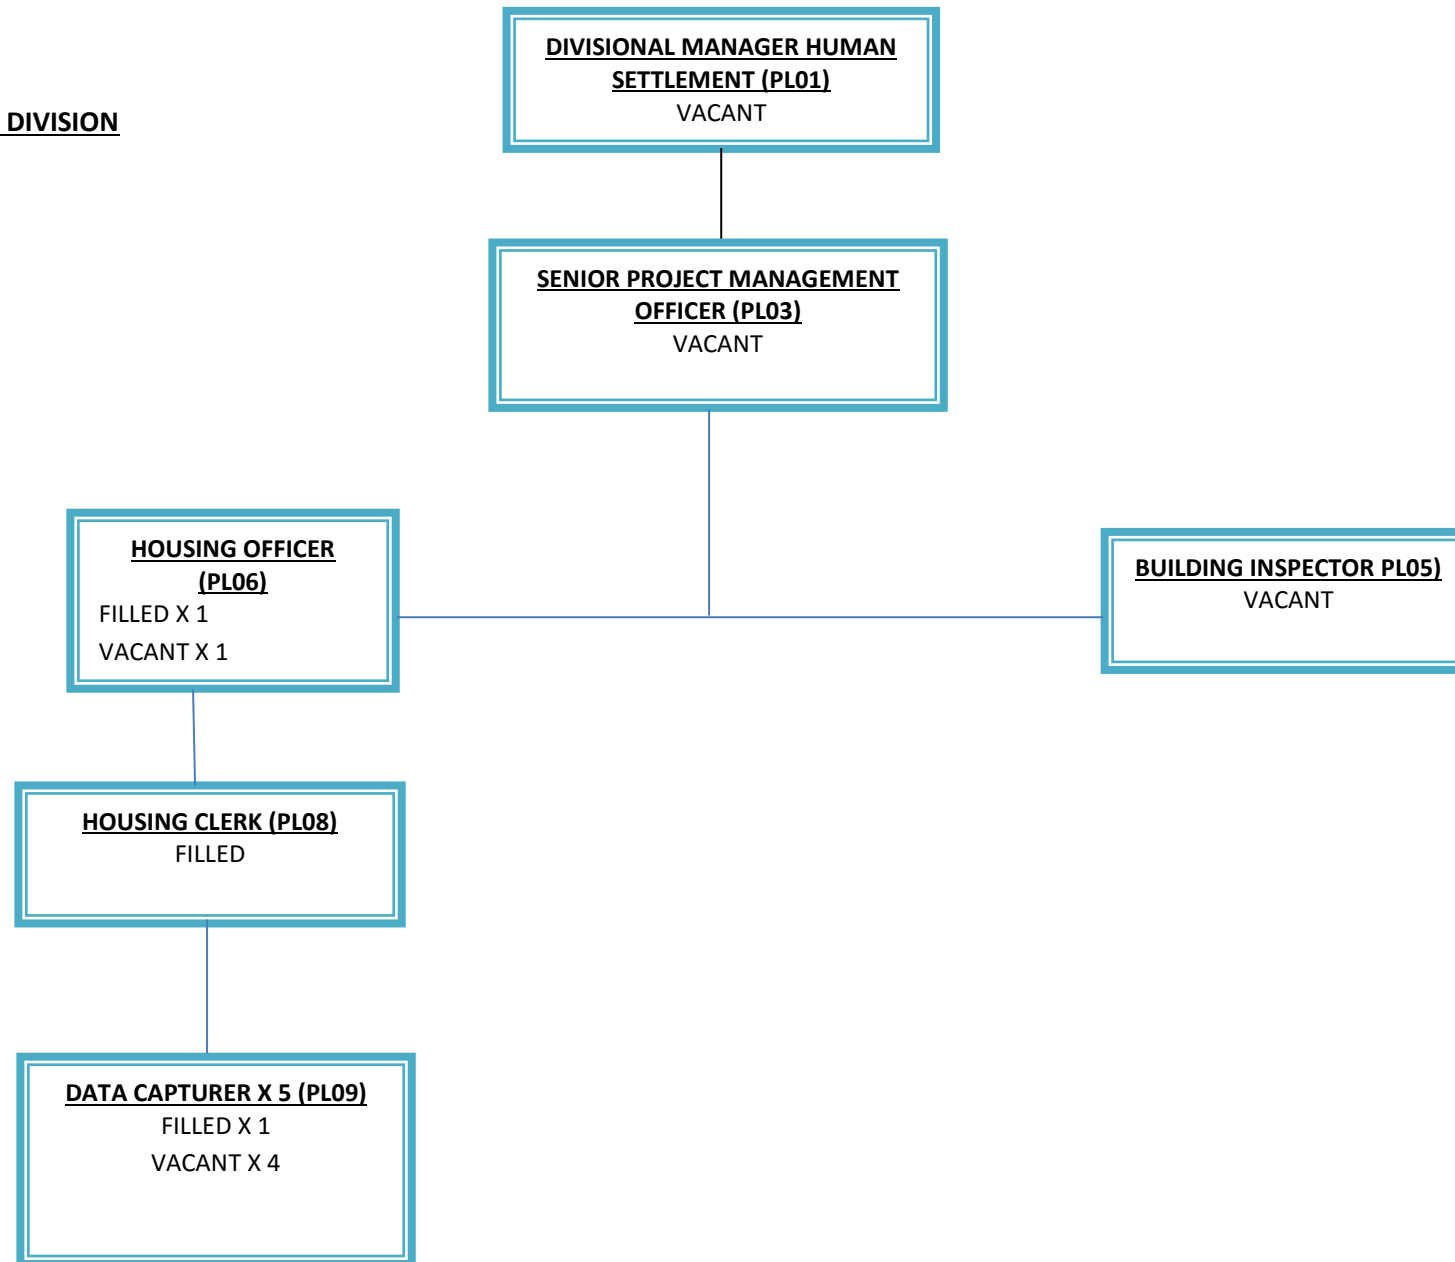 DIVISIONAL MANAGER HUMAN
SETTLEMENT (PL01)
VACANT
DIVISION
SENIOR PROJECT MANAGEMENT
OFFICER (PL03)
VACANT
HOUSING OFFICER
(PL06)
FILLED X 1
VACANT X 1
BUILDING INSPECTOR PL05)
VACANT
HOUSING CLERK (PL08)
FILLED
DATA CAPTURER X 5 (PL09)
FILLED X 1
VACANT X 4